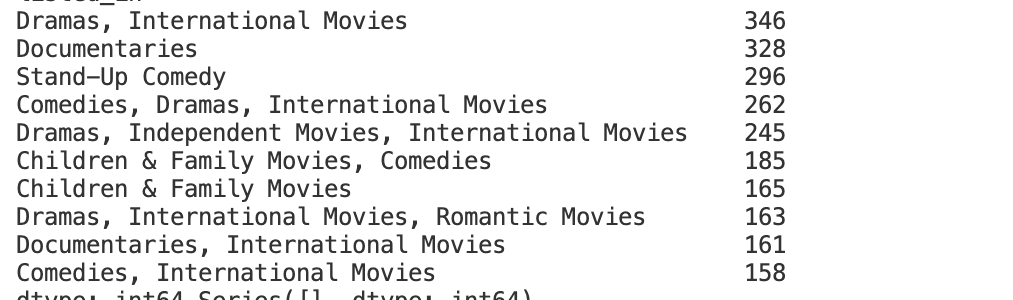 listed_in
Dramas, International Movies 346
Documentaries 328
Stand-Up Comedy 296
Comedies, Dramas, International Movies 262
Dramas, Independent Movies, International Movies 245
Children & Family Movies, Comedies 185
Children & Family Movies 165
Dramas, International Movies, Romantic Movies 163
Documentaries, International Movies 161
Comedies, International Movies 158
dtype: int64 Series([], dtype: int64)